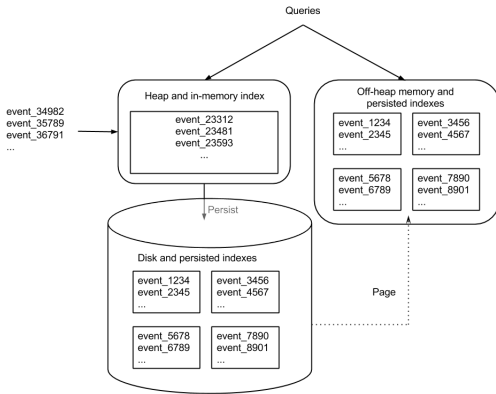 Queries
Heap and in-memory index
event_23312
event_23481
event_23593
...
event_34982
event_35789
event_36791
...
Off-heap memory and
persisted indexes
event_1234
event_2345
...
event_3456
event_4567
...
event_5678
event_6789
...
event_7890
event_8901
...
Persist
Disk and persisted indexes
event_1234
event_2345
...
event_3456
event_4567
...
event_5678
event_6789
...
event_7890
event_8901
...
Page